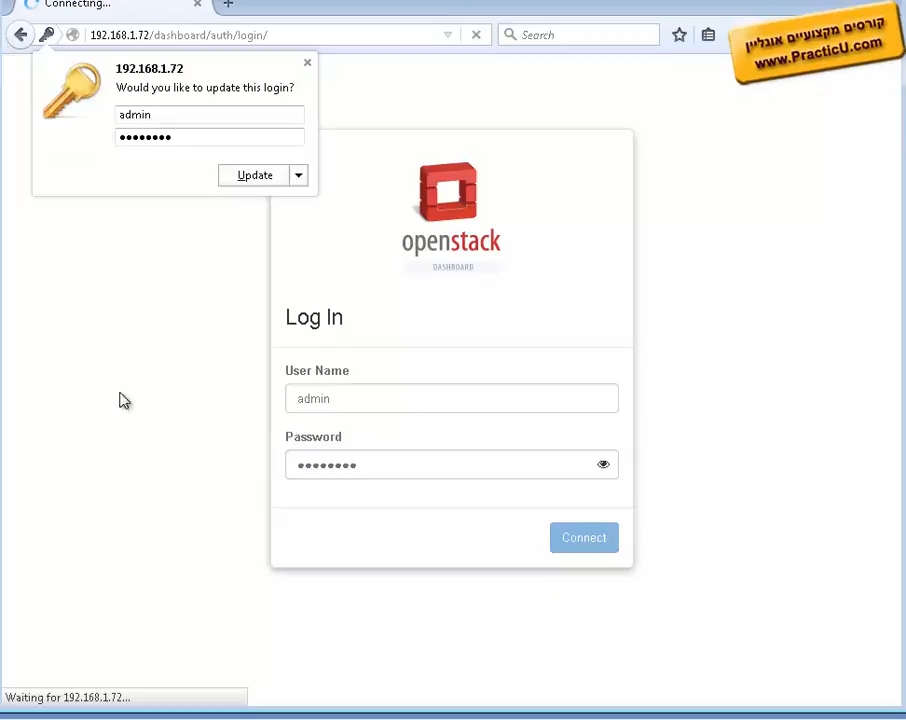 Connecting...
192.168.1.72/dashboard/auth/login/
Search
קורסים מקצועיים אונליין
www.PracticU.com
192.168.1.72
Would you like to update this login?
admin
●●●●●●●●
Update
openstack
DASHBOARD
Log In
User Name
admin
Password
●●●●●●●●
Connect
Waiting for 192.168.1.72...